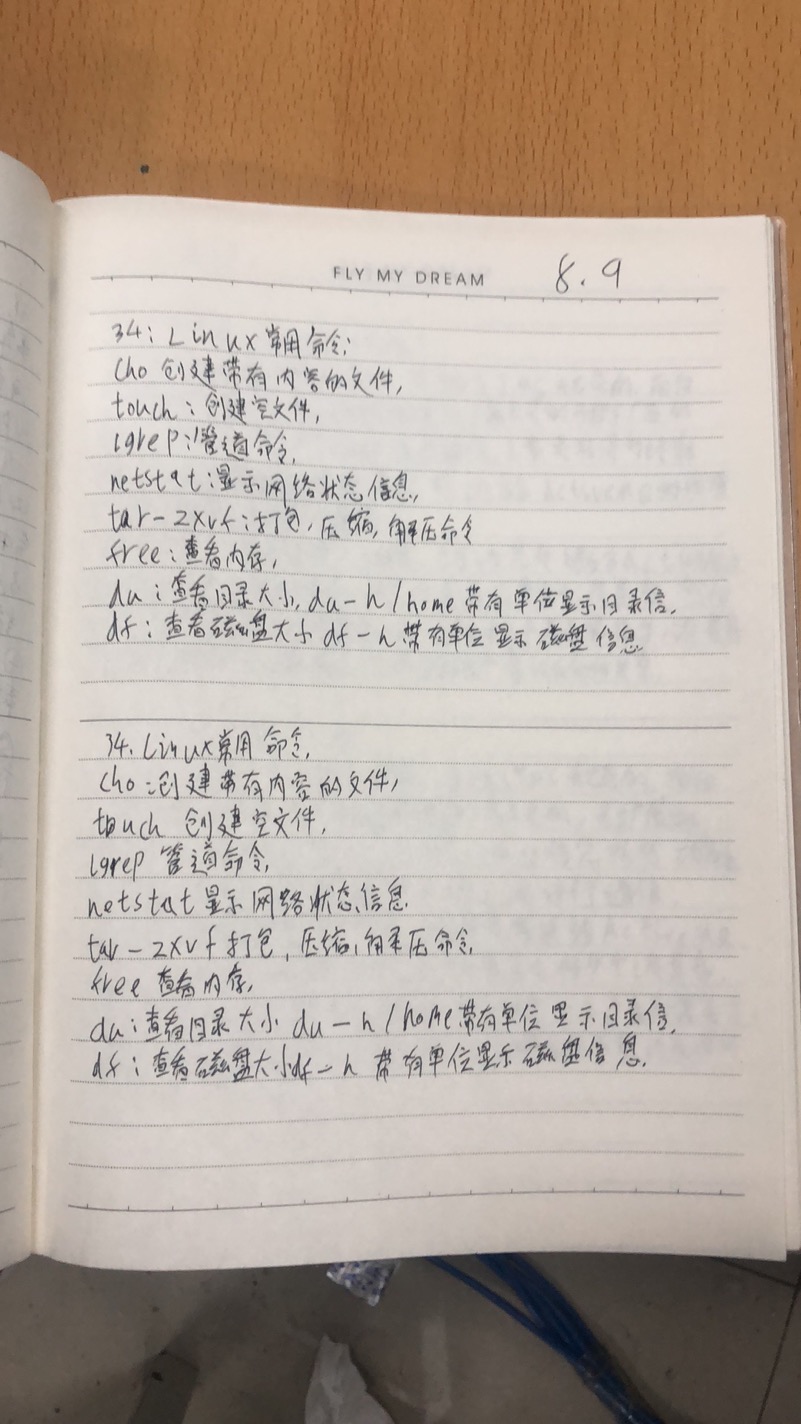 FLY MY DREAM 8.9
34: Linux常用命令:
cho 创建带有内容的文件,
touch: 创建空文件,
lgrep:管道命令,
netstat:显示网络状态信息,
tar-zxvf:打包,压缩,解压命令
free:查看内存,
du:查看目录大小,du-h/home带有单位显示目录信,
df:查看磁盘大小 df-h 带有单位显示磁盘信息
34.Linux常用命令,
cho:创建带有内容的文件,
touch 创建空文件,
lgrep 管道命令,
netstat 显示网络状态信息
tar-zxvf打包,压缩,解压命令,
free 查看内存,
du:查看目录大小 du-h/home带有单位显示目录信,
df:查看磁盘大小df-h 带有单位显示磁盘信息,